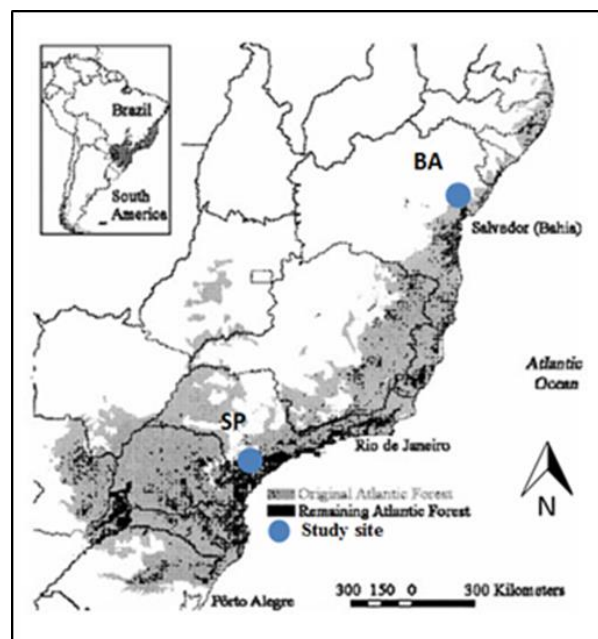 Brazil
South
America
BA
Salvador (Bahia)
Atlantic
Ocean
SP
Rio de Janeiro
N
Original Atlantic Forest
Remaining Atlantic Forest
Study site
Pôrto Alegre
300 150 0 300 Kilometers